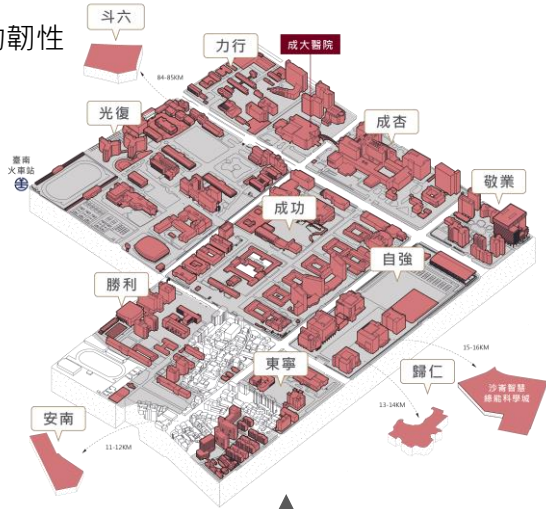 的韌性
斗六
84-85KM
力行
成大醫院
光復
成杏
臺南
火車站
敬業
成功
自強
勝利
15-16KM
東寧
歸仁
沙崙智慧
綠能科學城
13-14KM
安南
11-12KM